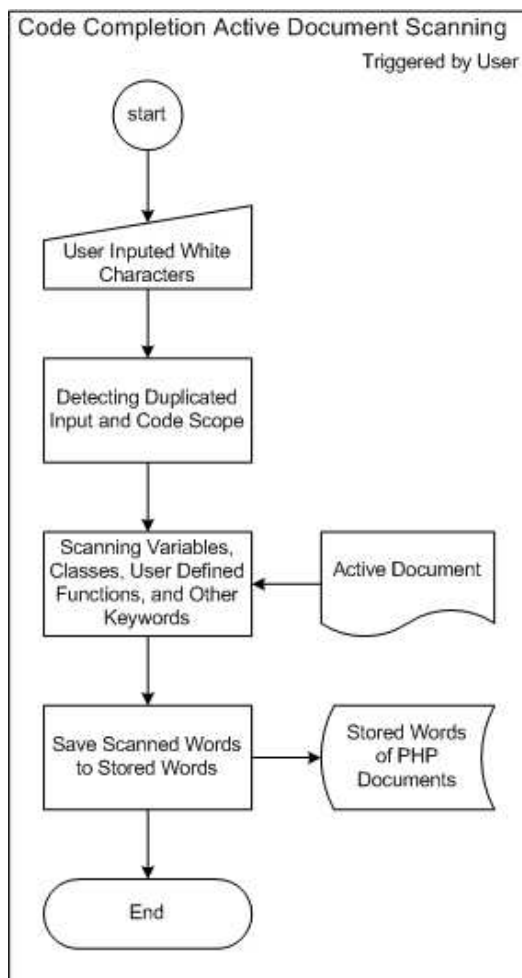 Code Completion Active Document Scanning
Triggered by User
start
User Inputed White
Characters
Detecting Duplicated
Input and Code Scope
Scanning Variables,
Classes, User Defined
Functions, and Other
Keywords
Active Document
Save Scanned Words
to Stored Words
Stored Words
of PHP
Documents
End